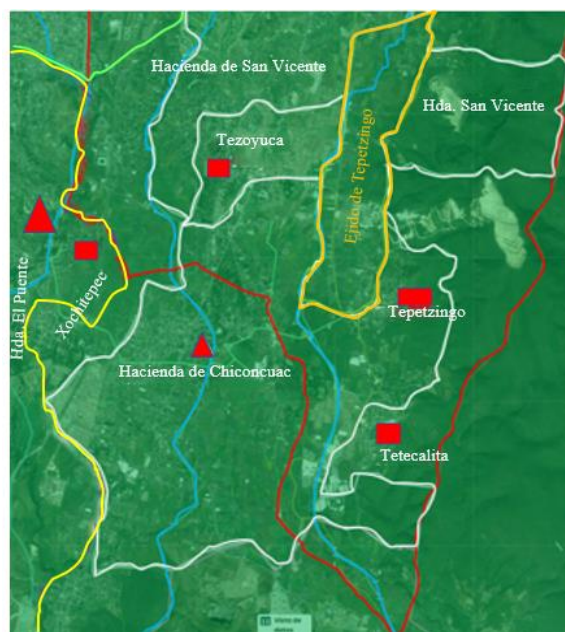 Hacienda de San Vicente
Hda. San Vicente
Tezoyuca
Ejido de Tepetzingo
Hda. El Puente
Xochitepec
Tepetzingo
Hacienda de Chiconcuac
Tetecalita